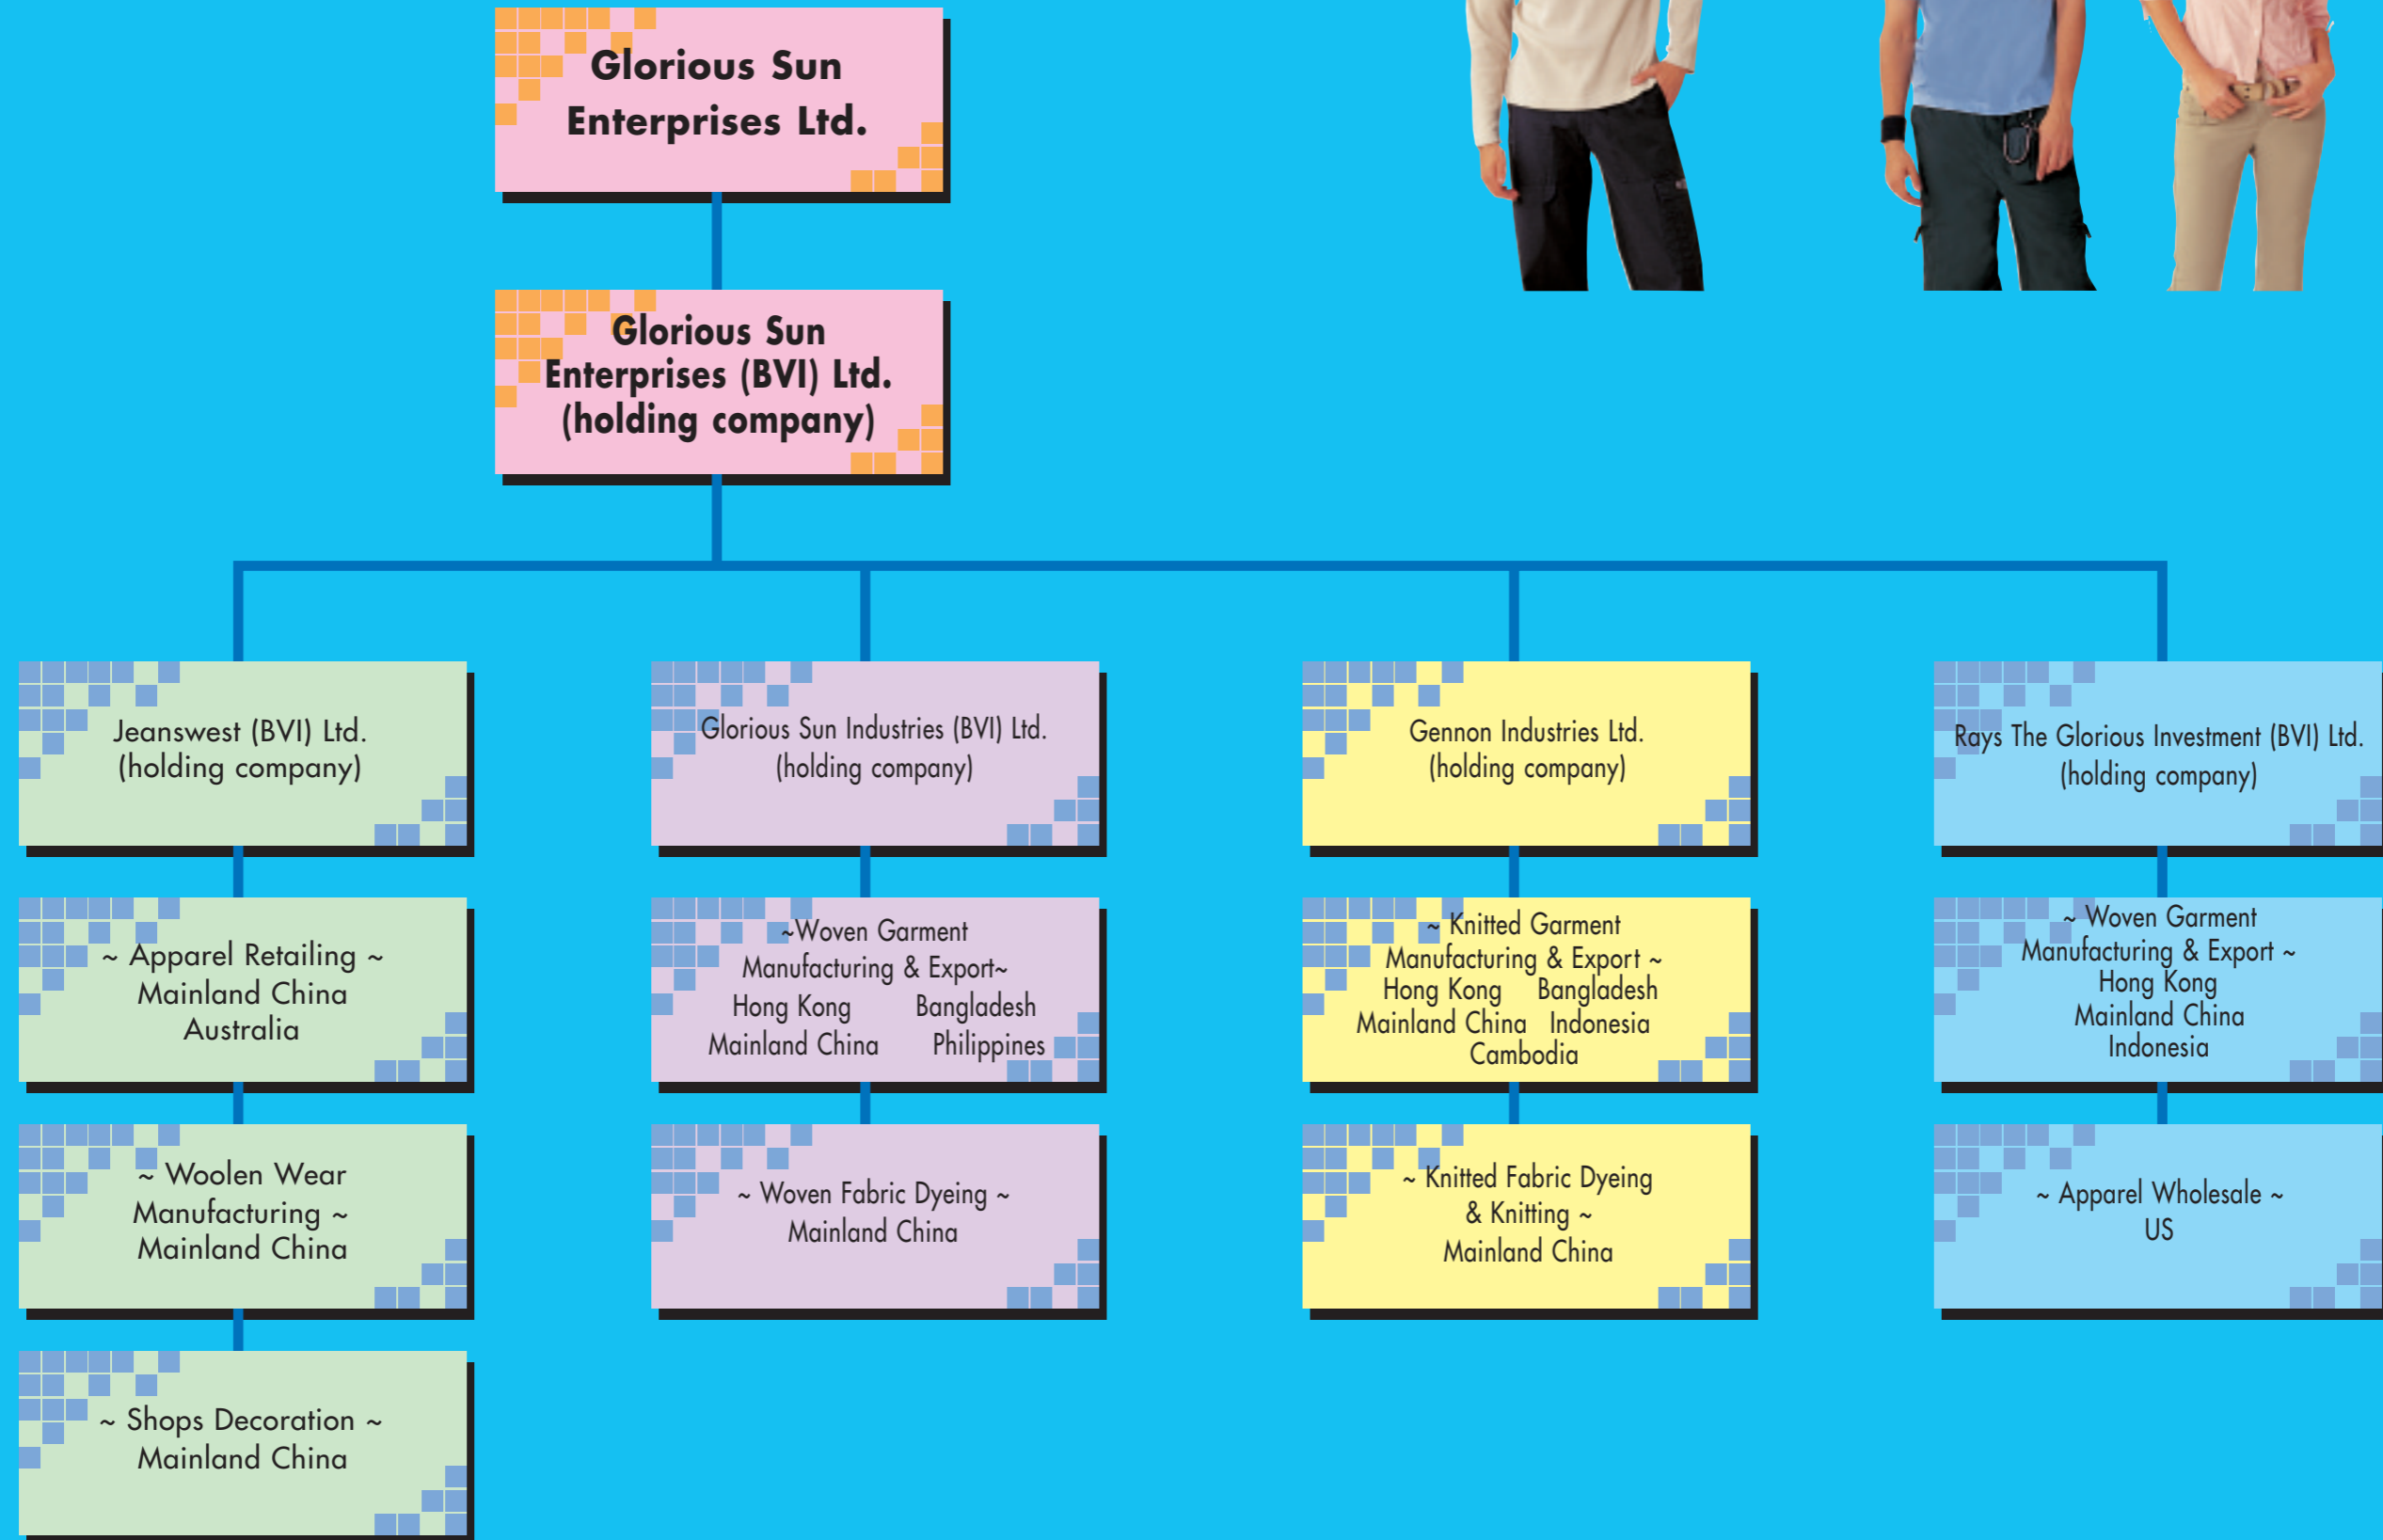 Glorious Sun
Enterprises Ltd.
Glorious Sun
Enterprises (BVI) Ltd.
(holding company)
Jeanswest (BVI) Ltd.
(holding company)
~ Apparel Retailing ~
Mainland China
Australia
~ Woolen Wear
Manufacturing ~
Mainland China
~ Shops Decoration ~
Mainland China
Glorious Sun Industries (BVI) Ltd.
(holding company)
~Woven Garment
Manufacturing & Export~
Hong Kong Bangladesh
Mainland China Philippines
~ Woven Fabric Dyeing ~
Mainland China
Gennon Industries Ltd.
(holding company)
~ Knitted Garment
Manufacturing & Export ~
Hong Kong Bangladesh
Mainland China Indonesia
Cambodia
~ Knitted Fabric Dyeing
& Knitting ~
Mainland China
Rays The Glorious Investment (BVI) Ltd.
(holding company)
~ Woven Garment
Manufacturing & Export ~
Hong Kong
Mainland China
Indonesia
~ Apparel Wholesale ~
US